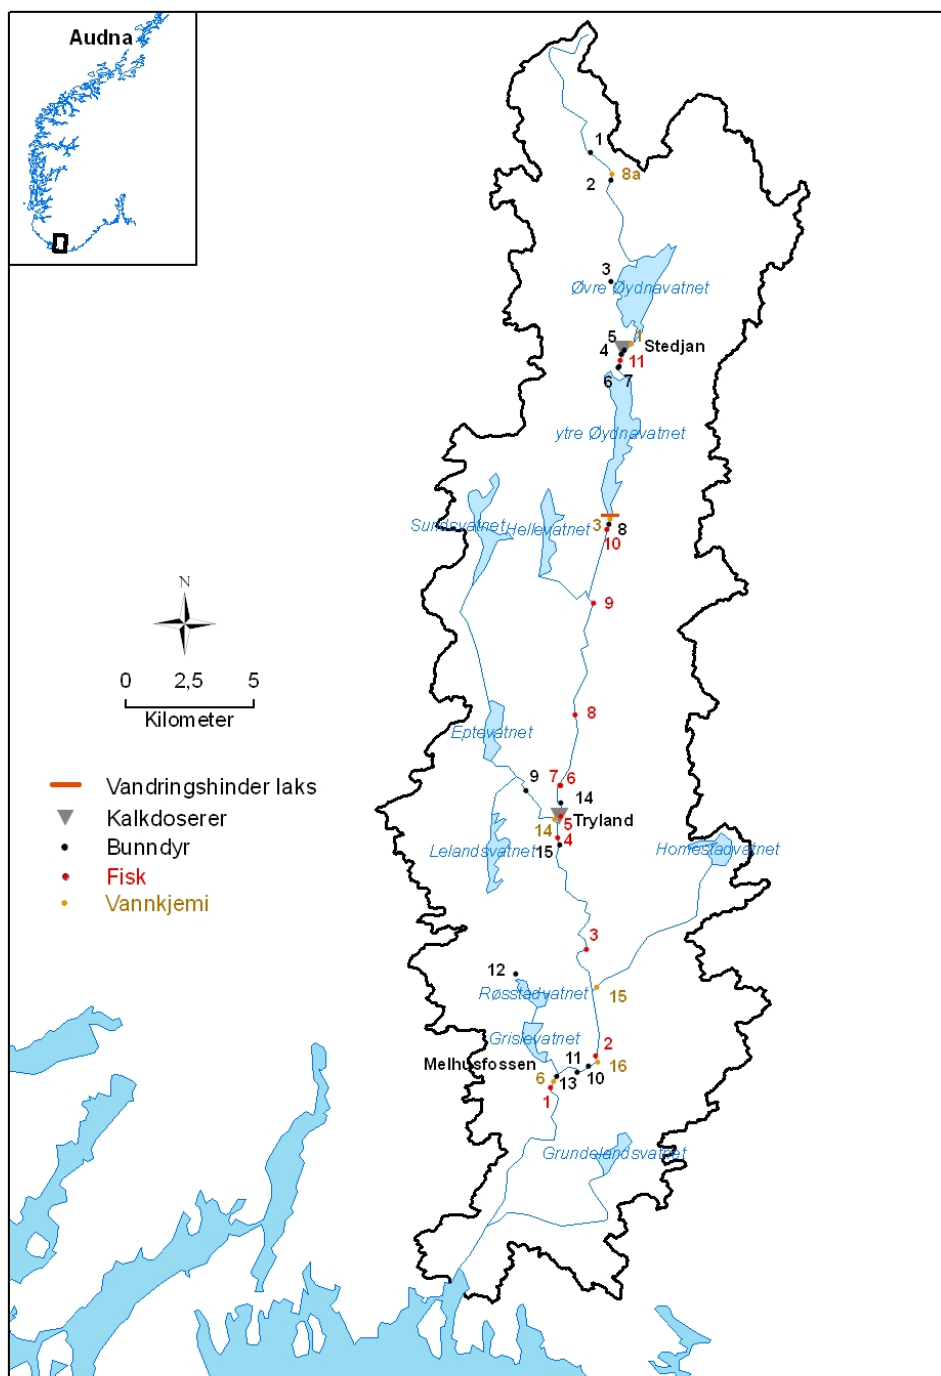 Audna
1
8a
2
3
Øvre Øydnavatnet
5
1
4
Stedjan
11
6
7
ytre Øydnavatnet
Sundsvatnet
Hellevatnet
3
8
10
9
N
0 2,5 5
Kilometer
8
Eptevatnet
7 6
9
14
Vandringshinder laks
Kalkdoserer
Bunndyr
Fisk
Vannkjemi
14
5
Tryland
4
15
Lelandsvatnet
Homestadvatnet
3
12
Røsstadvatnet
15
Grislevatnet
2
Melhusfossen
11
16
6
13
10
1
Grundelandsvatnet